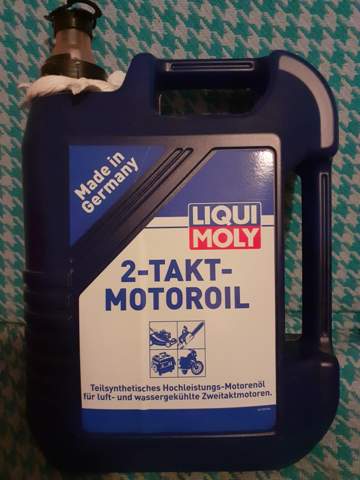 Made in
Germany
LIQUI
MOLY
2-TAKT-
MOTOROIL
Teilsynthetisches Hochleistungs-Motorenöl
für luft- und wassergekühlte Zweitaktmotoren.